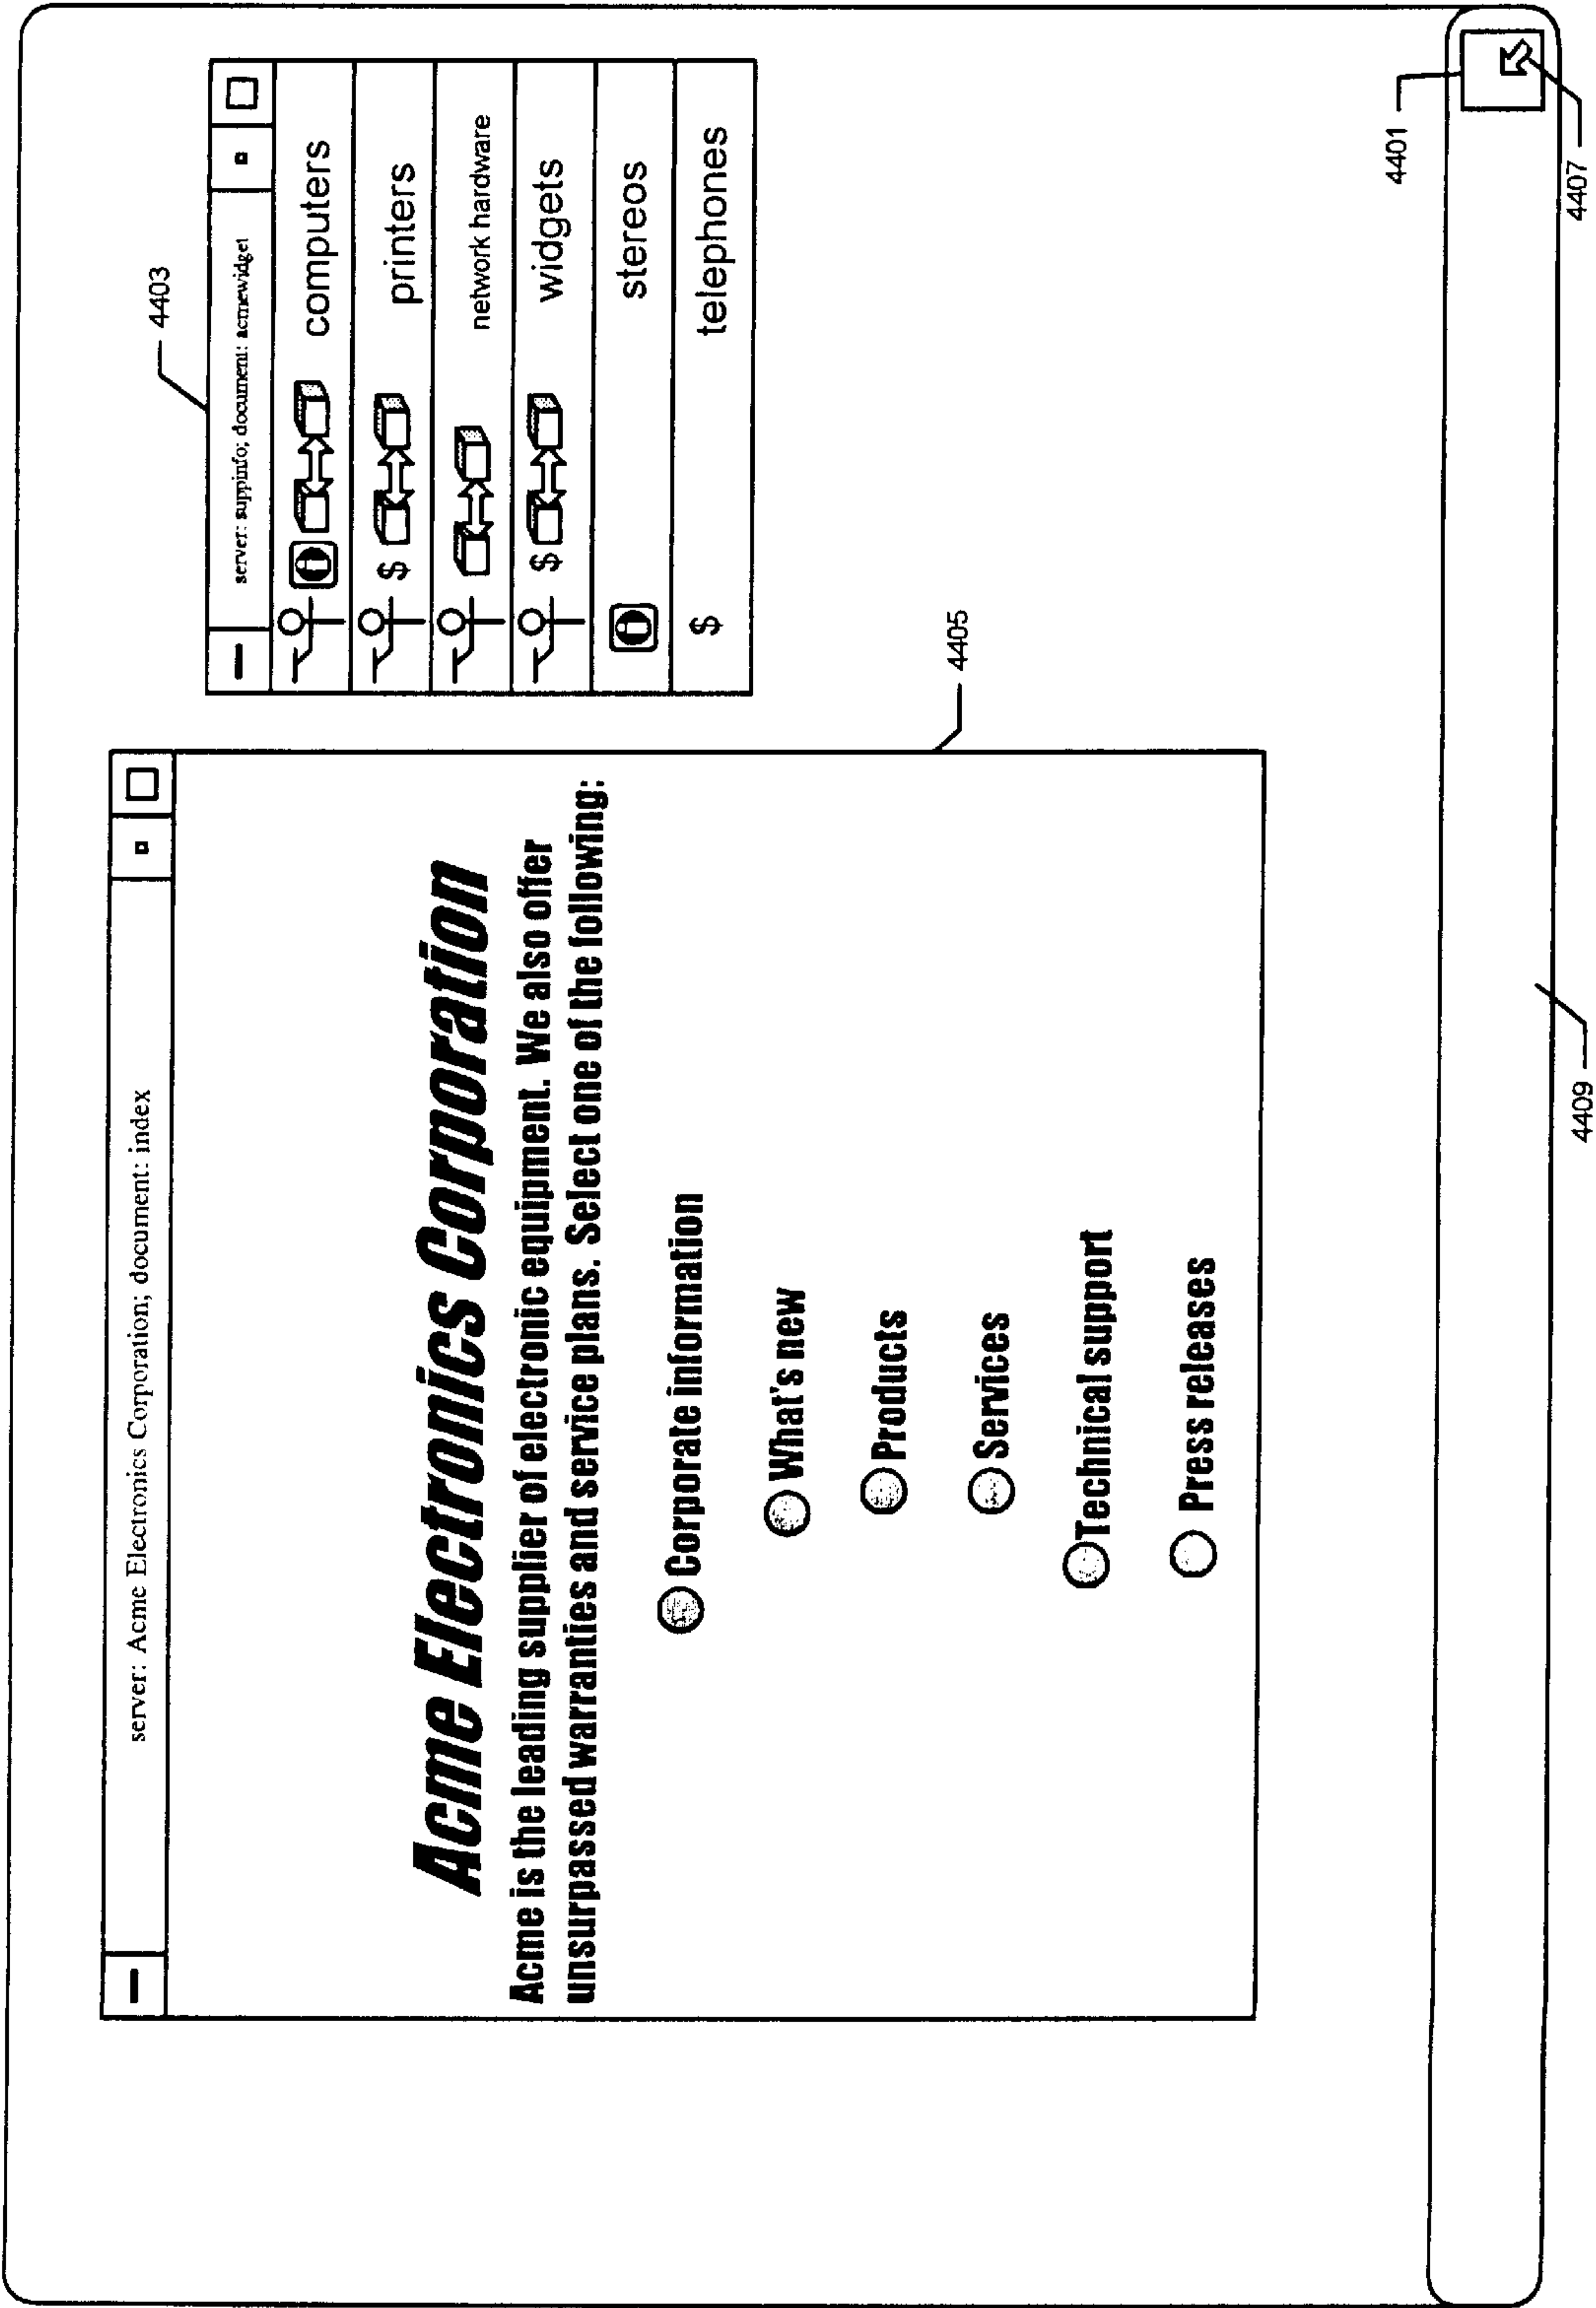 server: Acme Electronics Corporation; document: index
Acme Electronics Corporation
Acme is the leading supplier of electronic equipment. We also offer
unsurpassed warranties and service plans. Select one of the following:
Corporate information
What's new
Products
Services
Technical support
Press releases
4405
4403
server: suppinfo; document: acmewidget
computers
$ printers
network hardware
$ widgets
stereos
$ telephones
4401
4407
4409